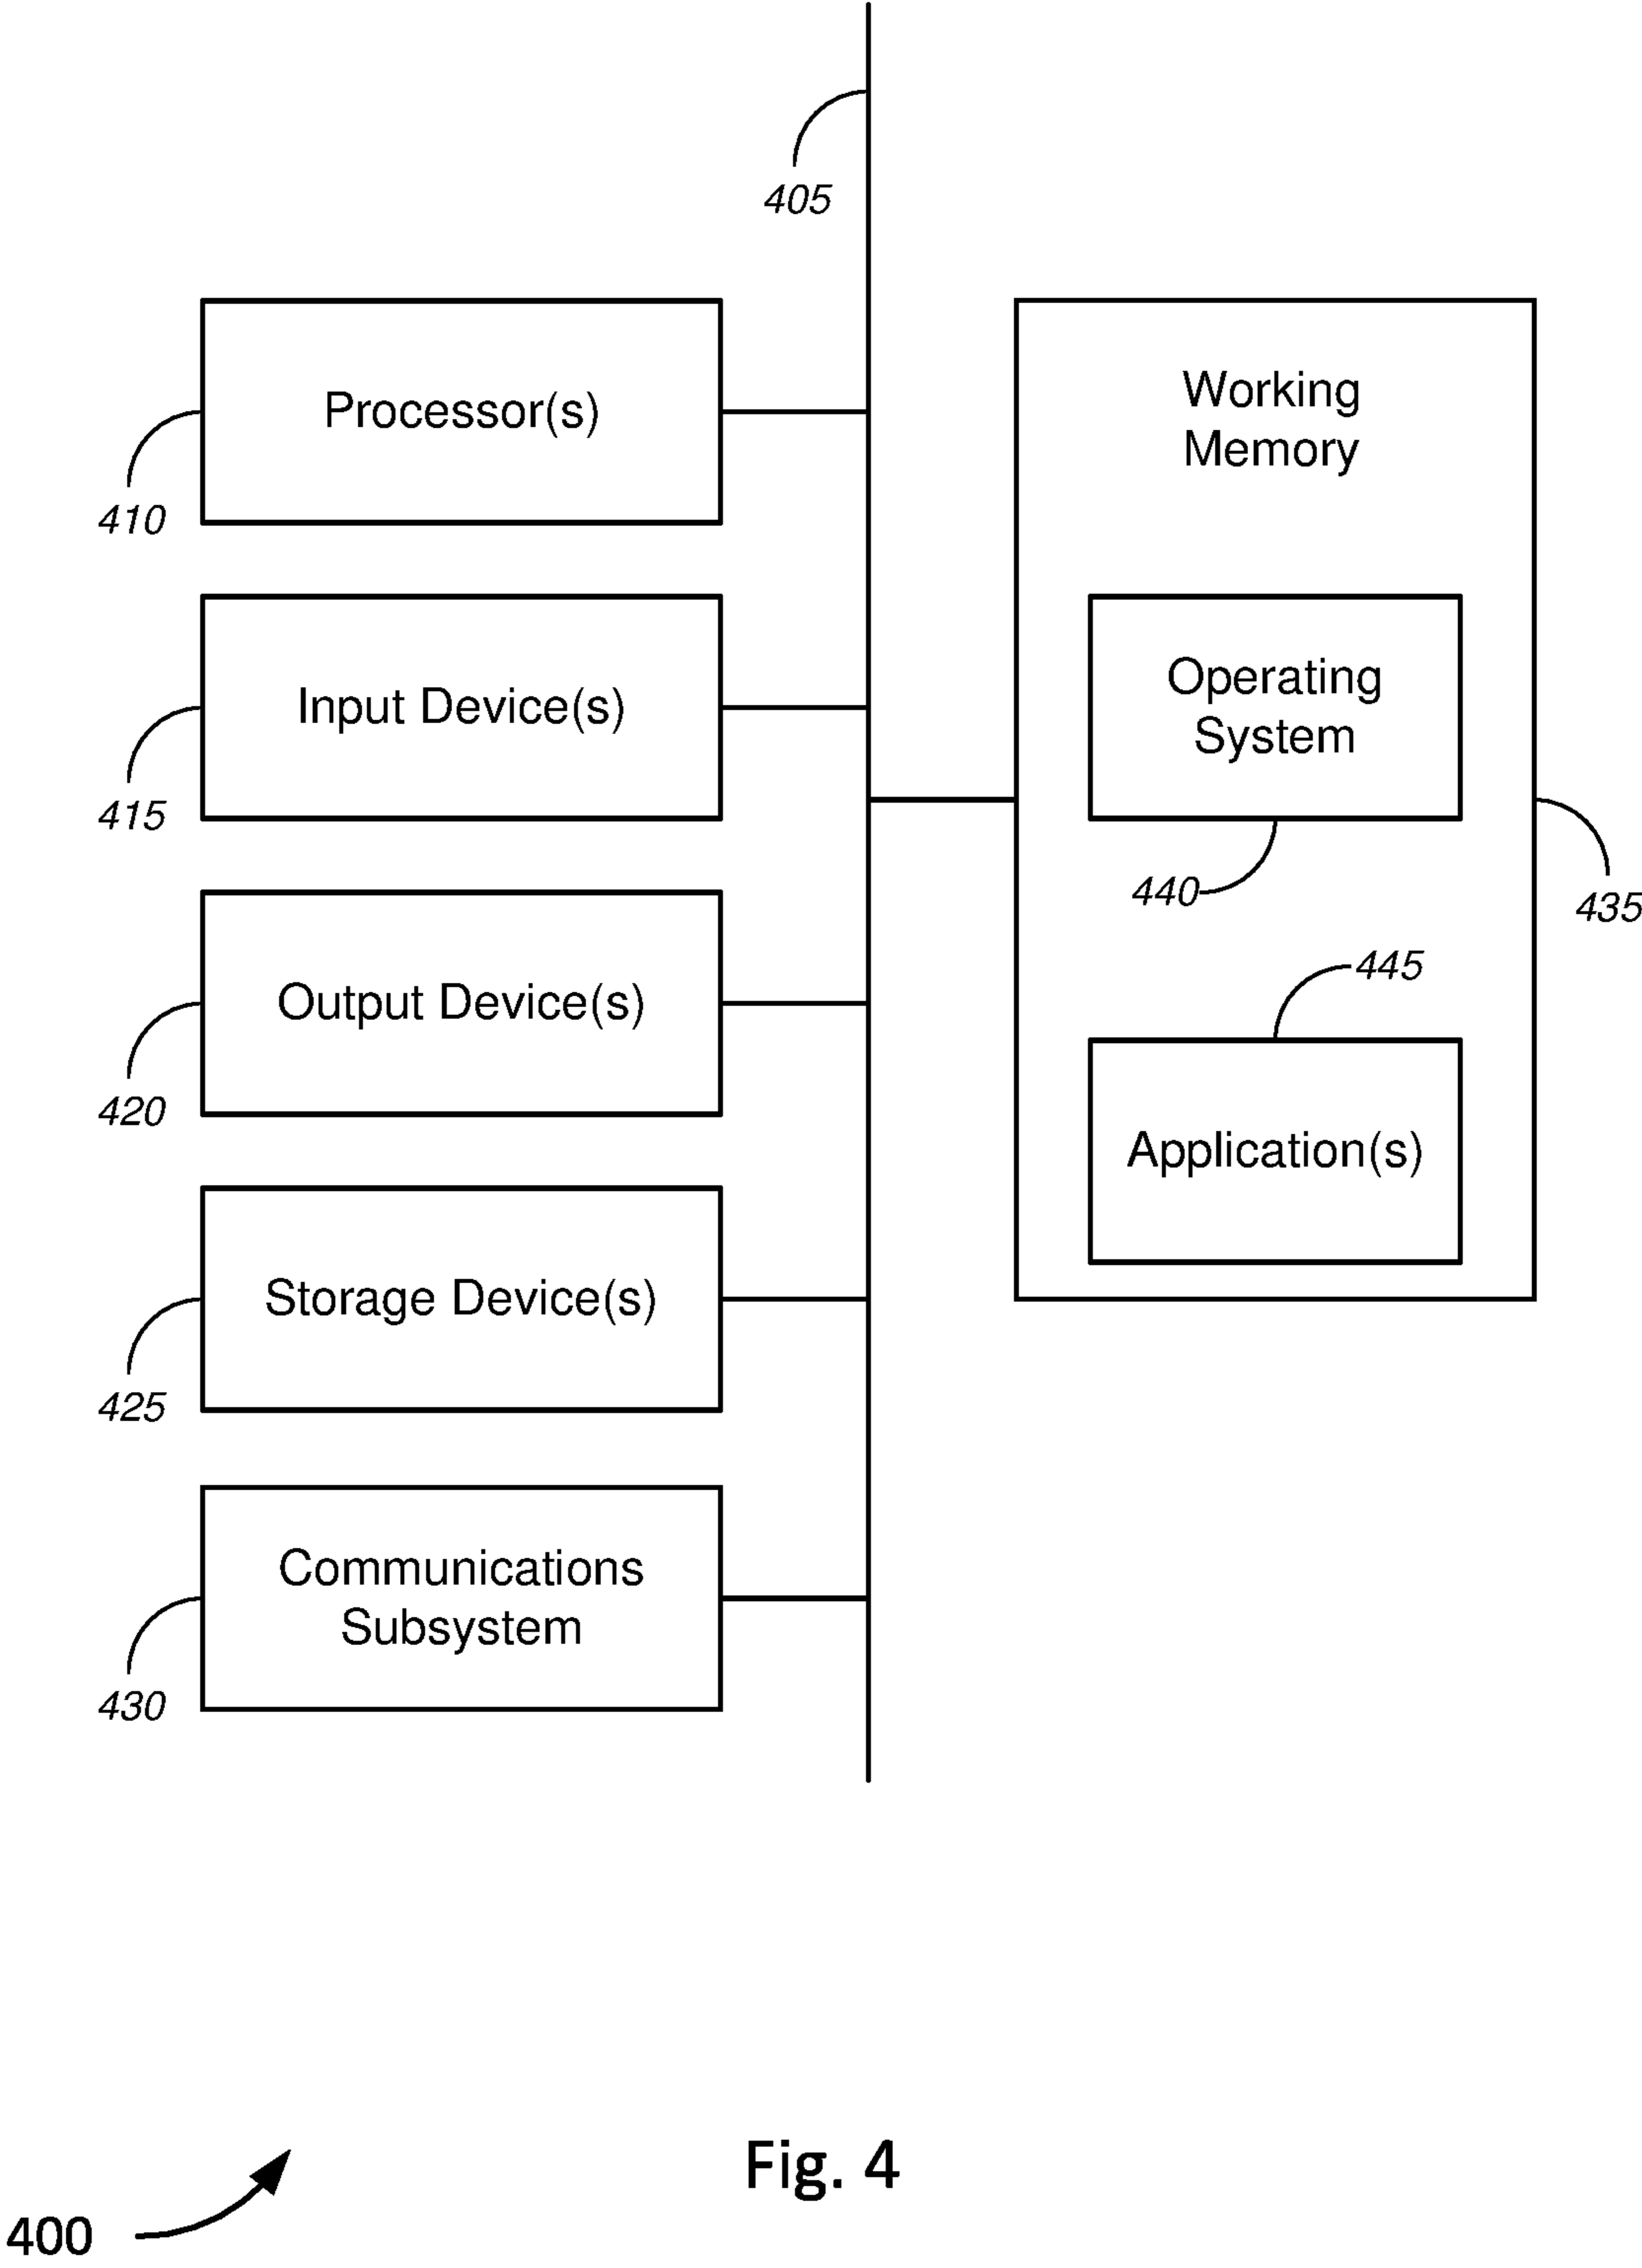 405
Processor(s)
410
Input Device(s)
415
Output Device(s)
420
Storage Device(s)
425
Communications
Subsystem
430
Working
Memory
Operating
System
440
435
445
Application(s)
Fig. 4
400